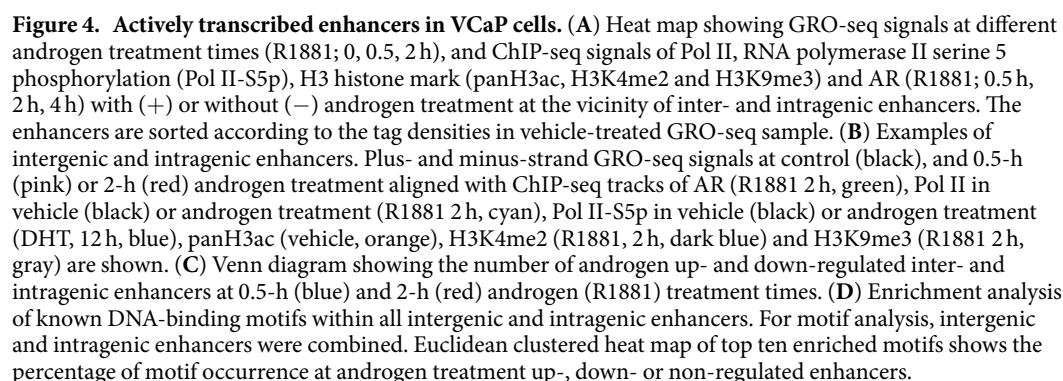 Figure 4. Actively transcribed enhancers in VCaP cells. (A) Heat map showing GRO-seq signals at different
androgen treatment times (R1881; 0, 0.5, 2 h), and ChIP-seq signals of Pol II, RNA polymerase II serine 5
phosphorylation (Pol II-S5p), H3 histone mark (panH3ac, H3K4me2 and H3K9me3) and AR (R1881; 0.5 h,
2 h, 4 h) with (+) or without (−) androgen treatment at the vicinity of inter- and intragenic enhancers. The
enhancers are sorted according to the tag densities in vehicle-treated GRO-seq sample. (B) Examples of
intergenic and intragenic enhancers. Plus- and minus-strand GRO-seq signals at control (black), and 0.5-h
(pink) or 2-h (red) androgen treatment aligned with ChIP-seq tracks of AR (R1881 2 h, green), Pol II in
vehicle (black) or androgen treatment (R1881 2 h, cyan), Pol II-S5p in vehicle (black) or androgen treatment
(DHT, 12 h, blue), panH3ac (vehicle, orange), H3K4me2 (R1881, 2 h, dark blue) and H3K9me3 (R1881 2 h,
gray) are shown. (C) Venn diagram showing the number of androgen up- and down-regulated inter- and
intragenic enhancers at 0.5-h (blue) and 2-h (red) androgen (R1881) treatment times. (D) Enrichment analysis
of known DNA-binding motifs within all intergenic and intragenic enhancers. For motif analysis, intergenic
and intragenic enhancers were combined. Euclidean clustered heat map of top ten enriched motifs shows the
percentage of motif occurrence at androgen treatment up-, down- or non-regulated enhancers.